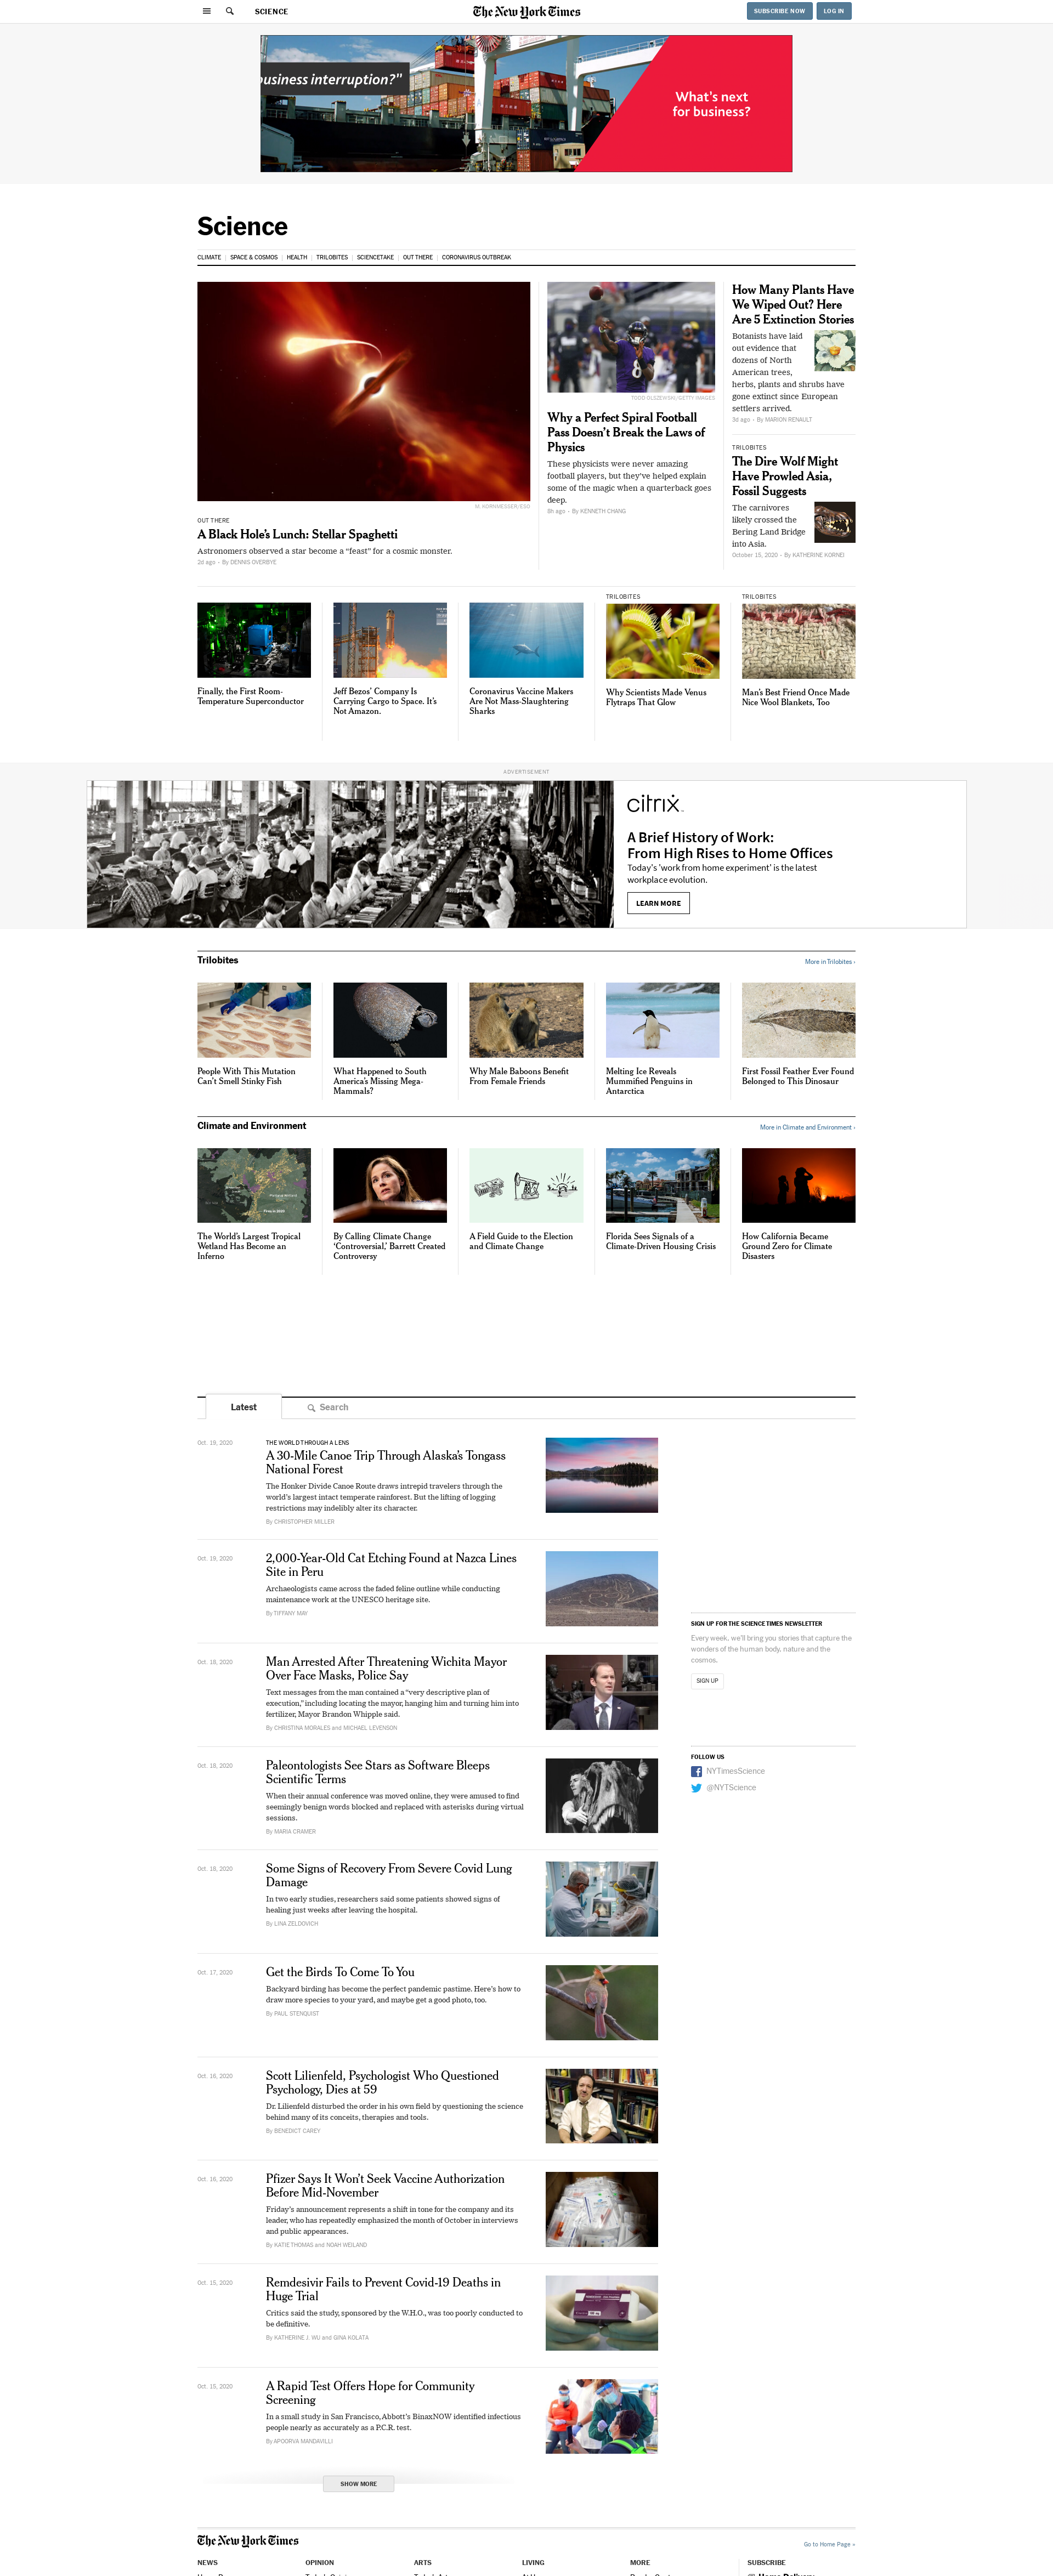 SCIENCE
The New York Times
SUBSCRIBE NOW
LOG IN
business interruption?"
What's next
for business?
Science
CLIMATE
SPACE & COSMOS
HEALTH
TRILOBITES
SCIENCETAKE
OUT THERE
CORONAVIRUS OUTBREAK
M. KORNMESSER/ESO
OUT THERE
A Black Hole's Lunch: Stellar Spaghetti
Astronomers observed a star become a “feast” for a cosmic monster.
2d ago · By DENNIS OVERBYE
TODD OLSZEWSKI/GETTY IMAGES
Why a Perfect Spiral Football
Pass Doesn't Break the Laws of
Physics
These physicists were never amazing
football players, but they've helped explain
some of the magic when a quarterback goes
deep.
8h ago · By KENNETH CHANG
How Many Plants Have
We Wiped Out? Here
Are 5 Extinction Stories
Botanists have laid
out evidence that
dozens of North
American trees,
herbs, plants and shrubs have
gone extinct since European
settlers arrived.
3d ago · By MARION RENAULT
TRILOBITES
The Dire Wolf Might
Have Prowled Asia,
Fossil Suggests
The carnivores
likely crossed the
Bering Land Bridge
into Asia.
October 15, 2020 · By KATHERINE KORNEI
Finally, the First Room-
Temperature Superconductor
Jeff Bezos' Company Is
Carrying Cargo to Space. It's
Not Amazon.
Coronavirus Vaccine Makers
Are Not Mass-Slaughtering
Sharks
TRILOBITES
Why Scientists Made Venus
Flytraps That Glow
TRILOBITES
Man's Best Friend Once Made
Nice Wool Blankets, Too
ADVERTISEMENT
citrix
A Brief History of Work:
From High Rises to Home Offices
Today's 'work from home experiment' is the latest
workplace evolution.
LEARN MORE
Trilobites
More in Trilobites ›
People With This Mutation
Can't Smell Stinky Fish
What Happened to South
America's Missing Mega-
Mammals?
Why Male Baboons Benefit
From Female Friends
Melting Ice Reveals
Mummified Penguins in
Antarctica
First Fossil Feather Ever Found
Belonged to This Dinosaur
Climate and Environment
More in Climate and Environment ›
The World's Largest Tropical
Wetland Has Become an
Inferno
By Calling Climate Change
‘Controversial,’ Barrett Created
Controversy
A Field Guide to the Election
and Climate Change
Florida Sees Signals of a
Climate-Driven Housing Crisis
How California Became
Ground Zero for Climate
Disasters
Latest
Search
Oct. 19, 2020
THE WORLD THROUGH A LENS
A 30-Mile Canoe Trip Through Alaska's Tongass
National Forest
The Honker Divide Canoe Route draws intrepid travelers through the
world's largest intact temperate rainforest. But the lifting of logging
restrictions may indelibly alter its character.
By CHRISTOPHER MILLER
Oct. 19, 2020
2,000-Year-Old Cat Etching Found at Nazca Lines
Site in Peru
Archaeologists came across the faded feline outline while conducting
maintenance work at the UNESCO heritage site.
By TIFFANY MAY
Oct. 18, 2020
Man Arrested After Threatening Wichita Mayor
Over Face Masks, Police Say
Text messages from the man contained a “very descriptive plan of
execution,” including locating the mayor, hanging him and turning him into
fertilizer, Mayor Brandon Whipple said.
By CHRISTINA MORALES and MICHAEL LEVENSON
Oct. 18, 2020
Paleontologists See Stars as Software Bleeps
Scientific Terms
When their annual conference was moved online, they were amused to find
seemingly benign words blocked and replaced with asterisks during virtual
sessions.
By MARIA CRAMER
Oct. 18, 2020
Some Signs of Recovery From Severe Covid Lung
Damage
In two early studies, researchers said some patients showed signs of
healing just weeks after leaving the hospital.
By LINA ZELDOVICH
Oct. 17, 2020
Get the Birds To Come To You
Backyard birding has become the perfect pandemic pastime. Here's how to
draw more species to your yard, and maybe get a good photo, too.
By PAUL STENQUIST
Oct. 16, 2020
Scott Lilienfeld, Psychologist Who Questioned
Psychology, Dies at 59
Dr. Lilienfeld disturbed the order in his own field by questioning the science
behind many of its conceits, therapies and tools.
By BENEDICT CAREY
Oct. 16, 2020
Pfizer Says It Won't Seek Vaccine Authorization
Before Mid-November
Friday's announcement represents a shift in tone for the company and its
leader, who has repeatedly emphasized the month of October in interviews
and public appearances.
By KATIE THOMAS and NOAH WEILAND
Oct. 15, 2020
Remdesivir Fails to Prevent Covid-19 Deaths in
Huge Trial
Critics said the study, sponsored by the W.H.O., was too poorly conducted to
be definitive.
By KATHERINE J. WU and GINA KOLATA
Oct. 15, 2020
A Rapid Test Offers Hope for Community
Screening
In a small study in San Francisco, Abbott's BinaxNOW identified infectious
people nearly as accurately as a P.C.R. test.
By APOORVA MANDAVILLI
SHOW MORE
SIGN UP FOR THE SCIENCE TIMES NEWSLETTER
Every week, we'll bring you stories that capture the
wonders of the human body, nature and the
cosmos.
SIGN UP
FOLLOW US
NYTimesScience
@NYTScience
The New York Times
Go to Home Page »
NEWS
OPINION
ARTS
LIVING
MORE
SUBSCRIBE